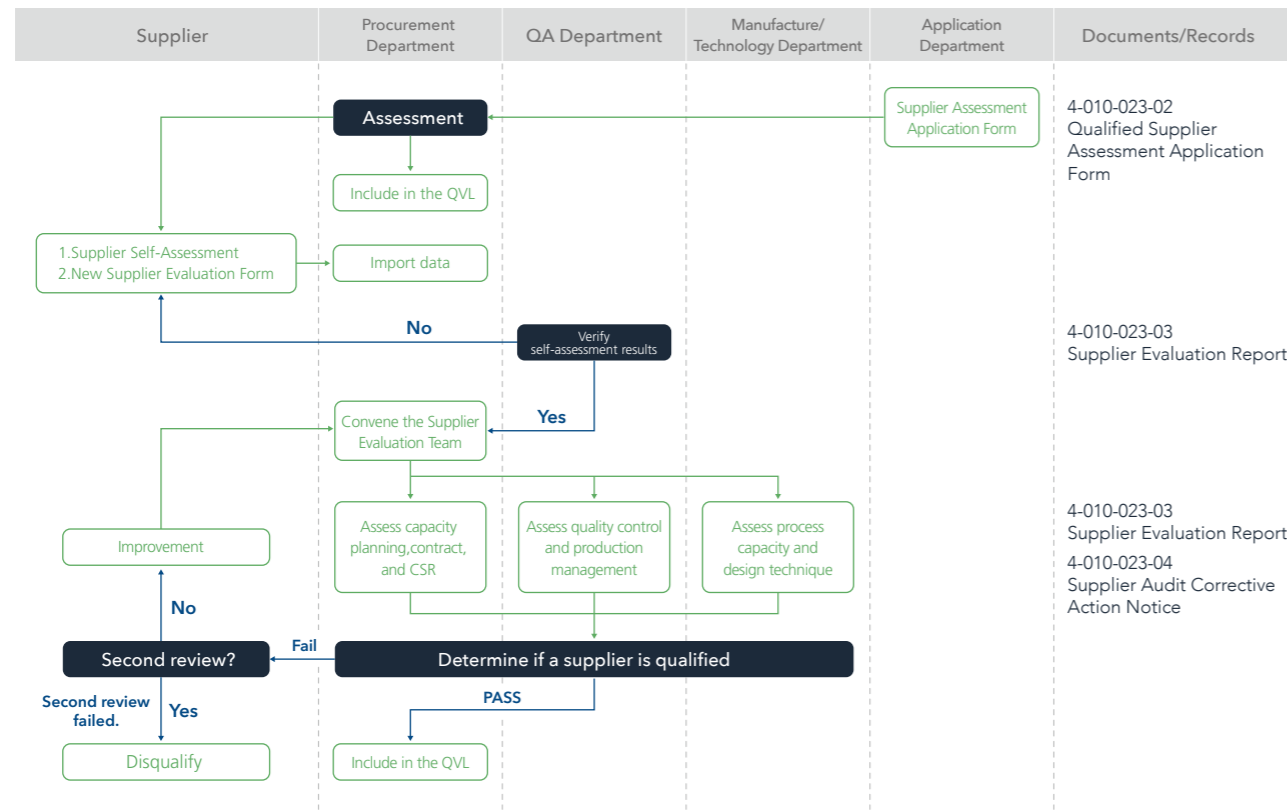 Supplier
Procurement
Department
QA Department
Manufacture/
Technology Department
Application
Department
Documents/Records
Assessment
Supplier Assessment
Application Form
4-010-023-02
Qualified Supplier
Assessment Application
Form
Include in the QVL
1.Supplier Self-Assessment
2.New Supplier Evaluation Form
Import data
No
Verify
self-assessment results
4-010-023-03
Supplier Evaluation Report
Yes
Convene the Supplier
Evaluation Team
Improvement
Assess capacity
planning,contract,
and CSR
Assess quality control
and production
management
Assess process
capacity and
design technique
4-010-023-03
Supplier Evaluation Report
4-010-023-04
Supplier Audit Corrective
Action Notice
No
Second review?
Fail
Determine if a supplier is qualified
Second review
failed.
Yes
PASS
Disqualify
Include in the QVL